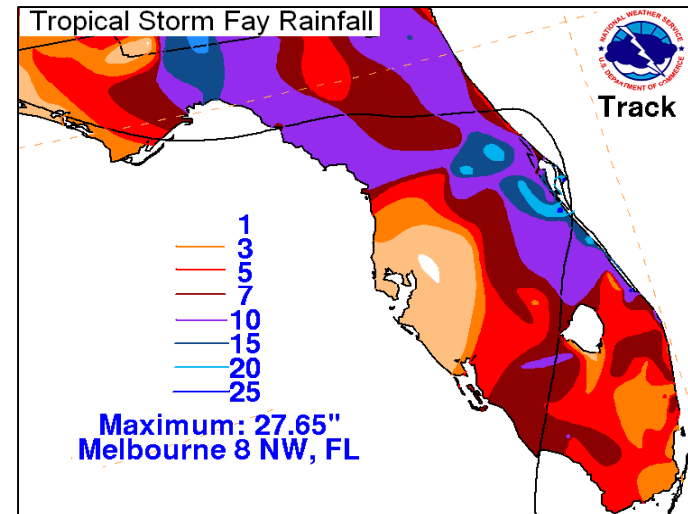 Tropical Storm Fay Rainfall
NATIONAL WEATHER SERVICE
U.S. DEPARTMENT OF COMMERCE
Track
1
3
5
7
10
15
20
25
Maximum: 27.65"
Melbourne 8 NW, FL